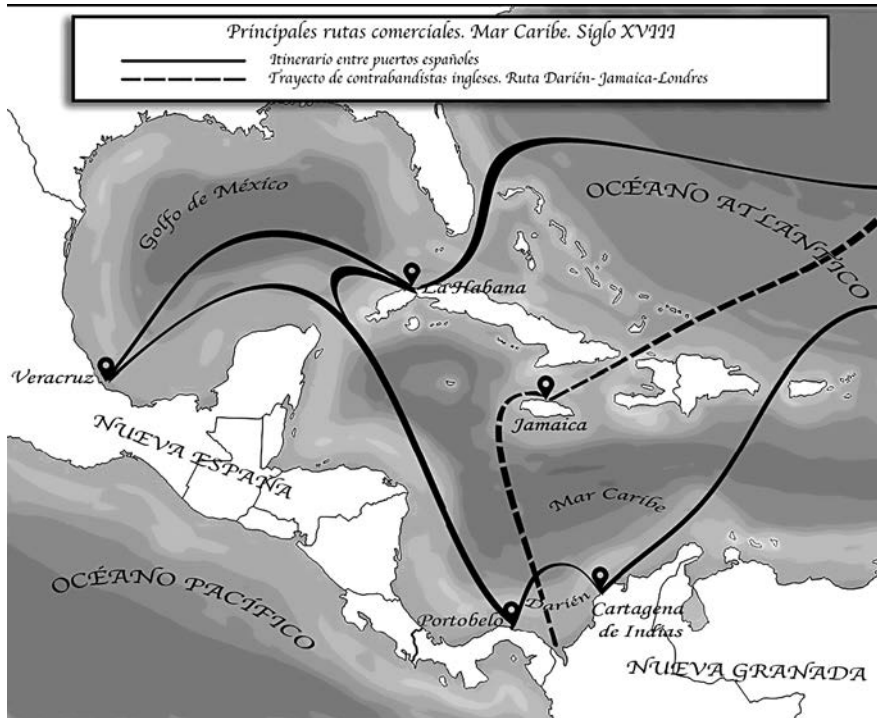 Principales rutas comerciales. Mar Caribe. Siglo XVIII
Itinerario entre puertos españoles
Trayecto de contrabandistas ingleses. Ruta Darién- Jamaica-Londres
Golfo de México
OCÉANO ATLÁNTICO
La Habana
Veracruz
Jamaica
NUEVA ESPAÑA
Mar Caribe
OCÉANO PACÍFICO
Portobelo
Darién
Cartagena
de Indias
NUEVA GRANADA